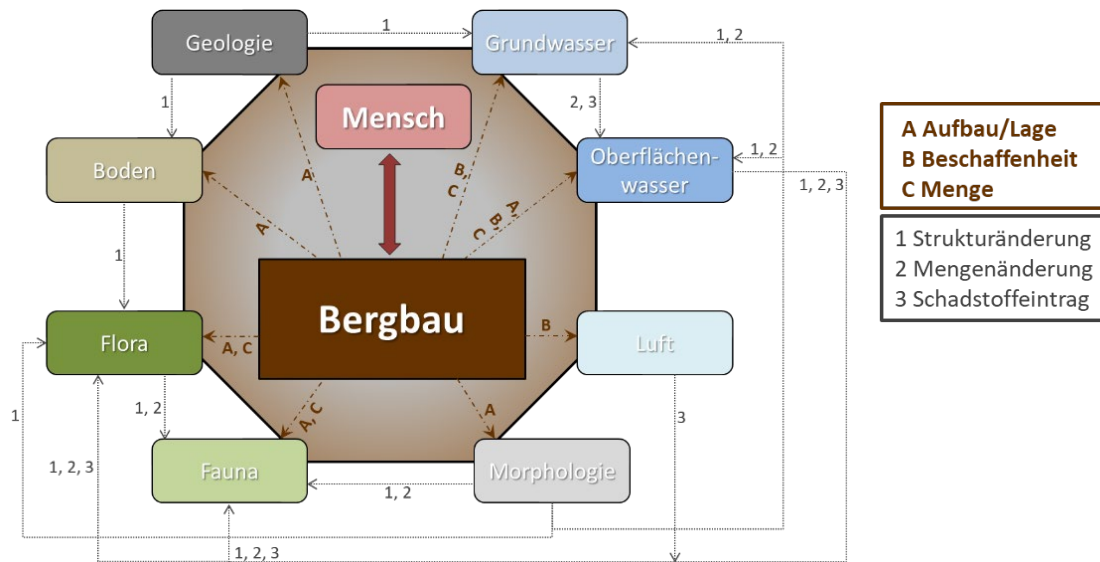 Geologie
1
Grundwasser
1, 2
1
2, 3
Mensch
A Aufbau/Lage
B Beschaffenheit
C Menge
Boden
A
B, C
Oberflächen-
wasser
1, 2
1, 2, 3
A
A, B, C
1 Strukturänderung
2 Mengenänderung
3 Schadstoffeintrag
1
Bergbau
Flora
A, C
B
Luft
1
1, 2
A, C
A
3
1, 2, 3
Fauna
1, 2
Morphologie
1, 2, 3